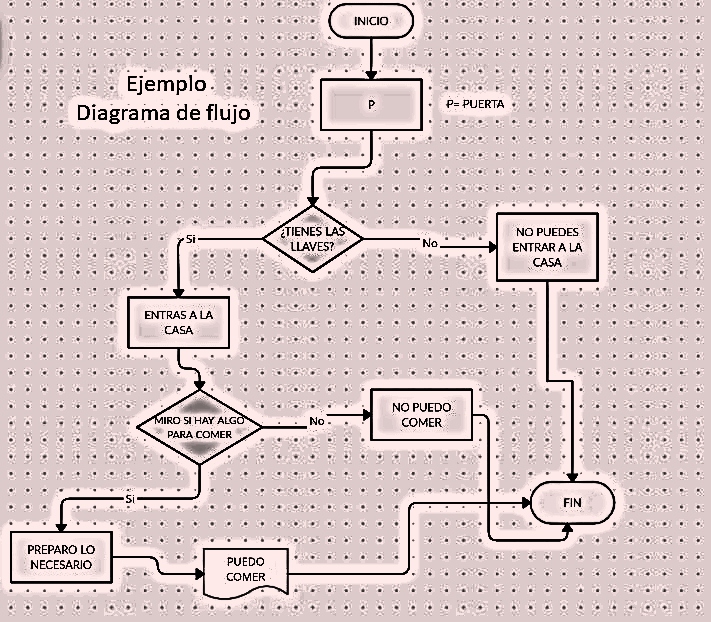 INICIO
Ejemplo
Diagrama de flujo
P
P= PUERTA
¿TIENES LAS
LLAVES?
Si
No
NO PUEDES
ENTRAR A LA
CASA
ENTRAS A LA
CASA
MIRO SI HAY ALGO
PARA COMER
No
NO PUEDO
COMER
Si
FIN
PREPARO LO
NECESARIO
PUEDO
COMER